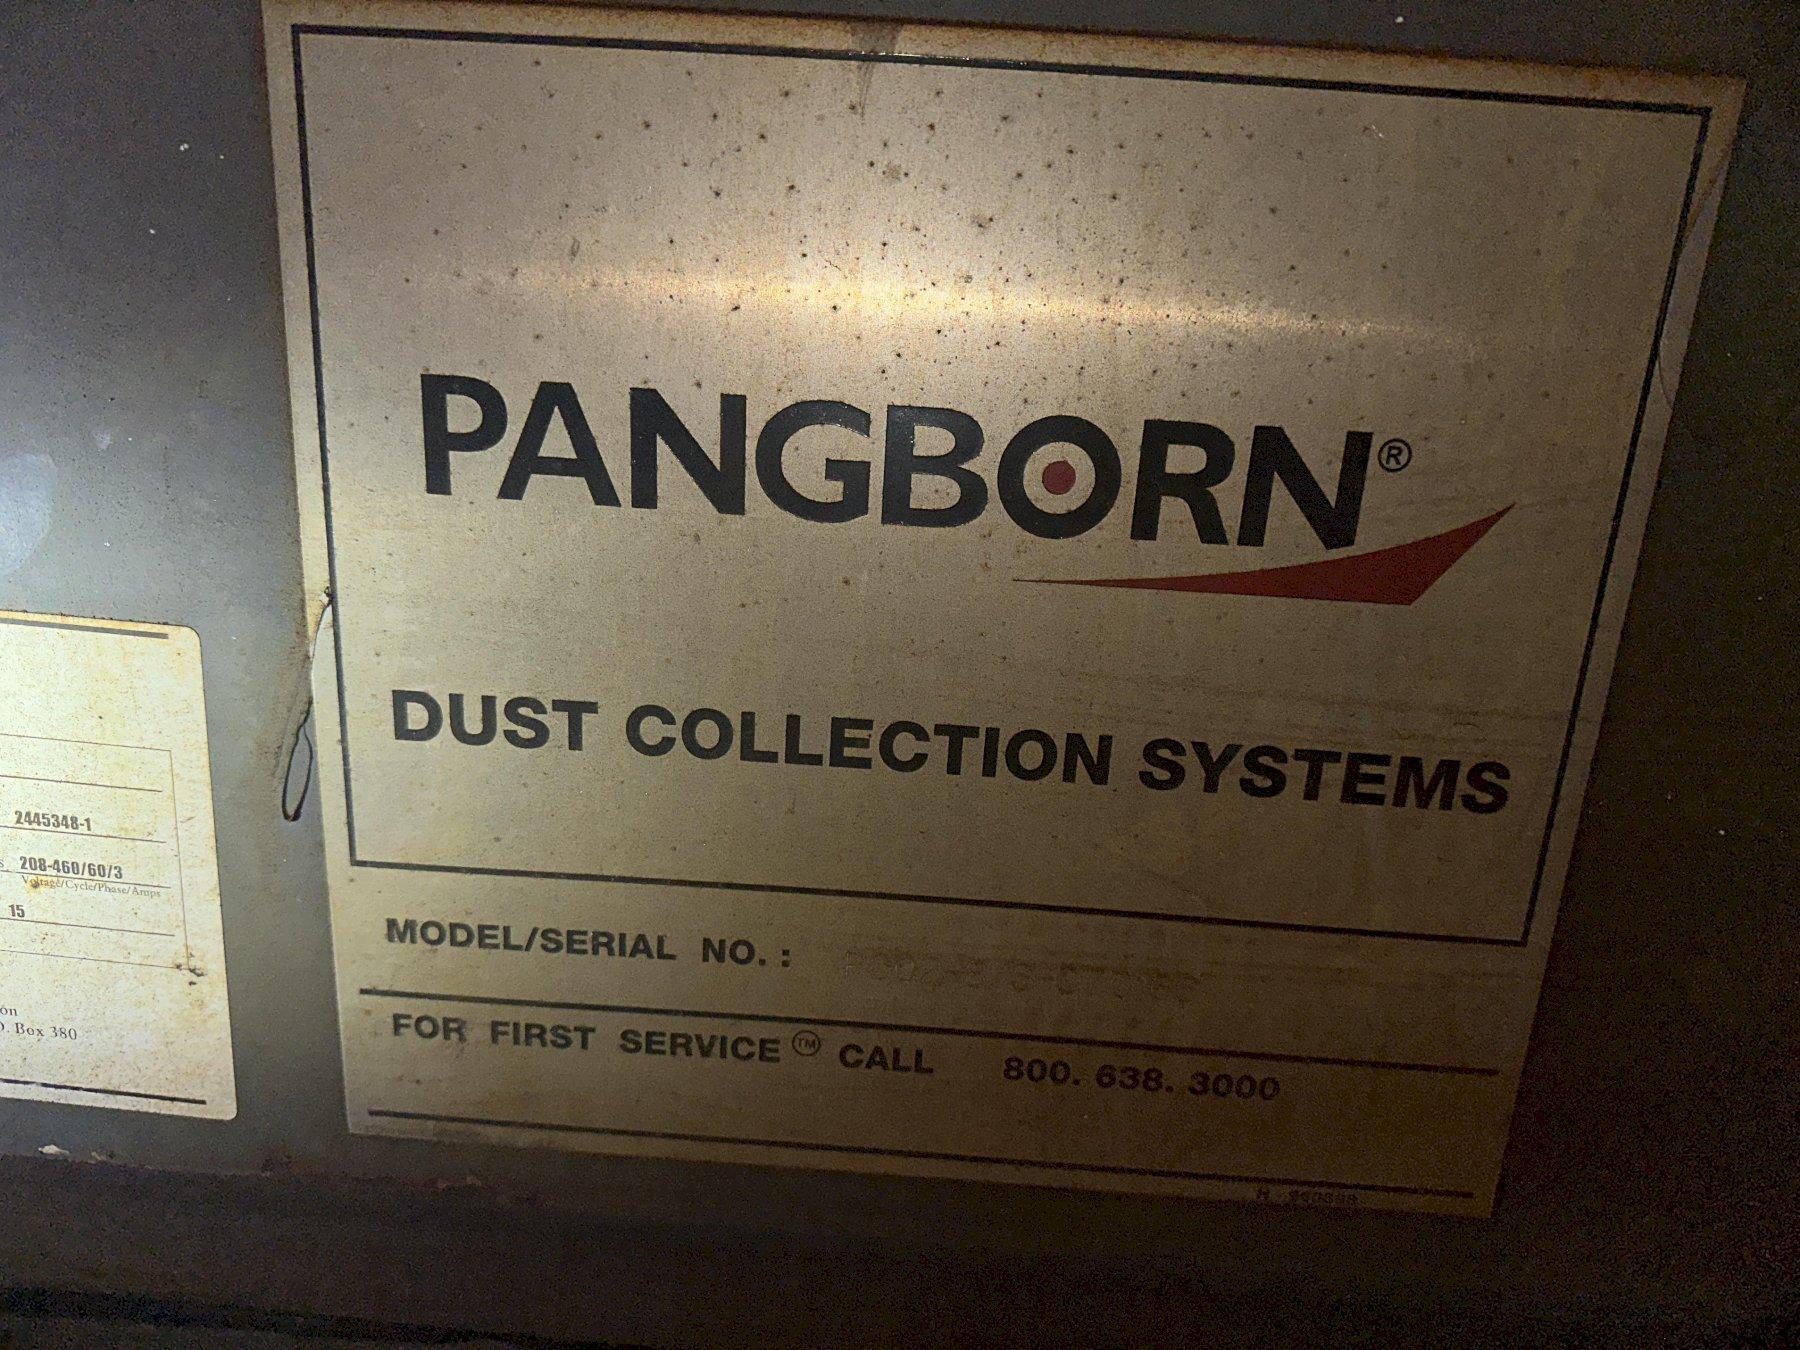 PANGBORN®
DUST COLLECTION SYSTEMS
MODEL/SERIAL NO. :
FOR FIRST SERVICE™ CALL 800. 638. 3000
2445348-1
208-460/60/3
Voltage/Cycle/Phase/Amps
15
on
O. Box 380